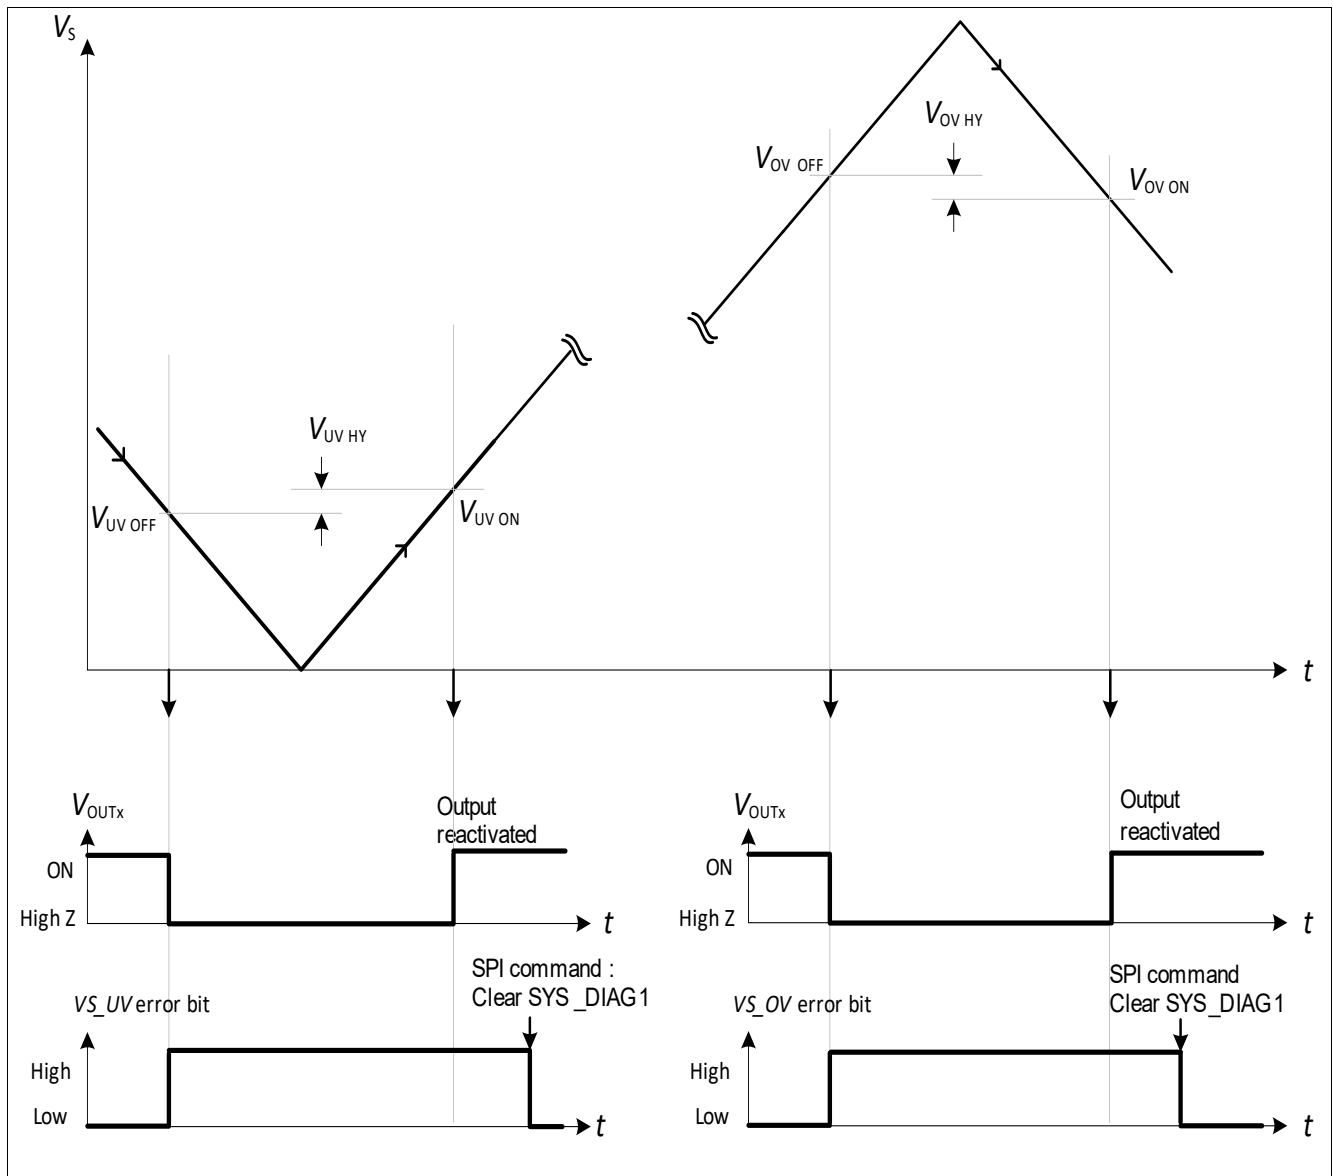 VS
VOV HY
VOV OFF
VOV ON
VUV HY
VUV OFF
VUV ON
t
VOUTx
Output
reactivated
ON
High Z
t
VOUTx
Output
reactivated
ON
High Z
t
SPI command :
Clear SYS _DIAG1
VS_UV error bit
High
Low
t
SPI command
Clear SYS_DIAG1
VS_OV error bit
High
Low
t